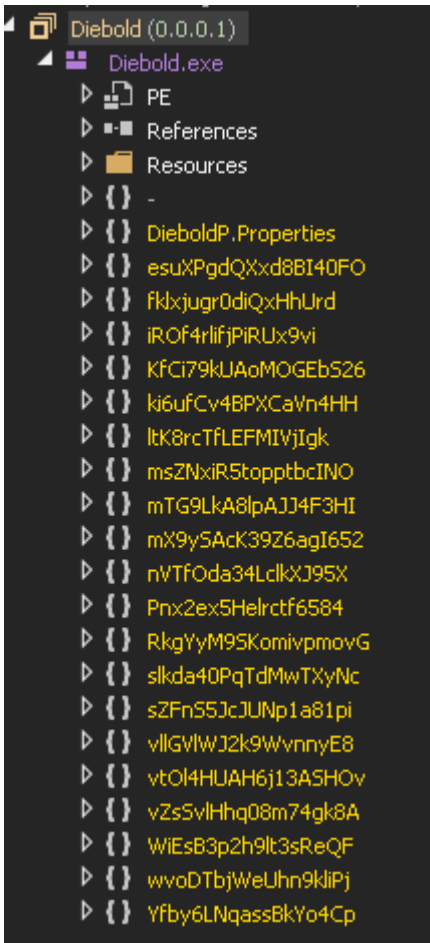 Diebold (0.0.0.1)
Diebold.exe
PE
References
Resources
{} -
{} DieboldP.Properties
{} esuXPgdQXxd8BI40FO
{} fklxjugr0diQxHhUrd
{} iROf4rlifjPiRUx9vi
{} KfCi79kUAoMOGEbS26
{} ki6ufCv4BPXCaVn4HH
{} ltK8rcTfLEFMIVjIgk
{} msZNxiR5topptbcINO
{} mTG9LkA8lpAJJ4F3HI
{} mX9ySAcK39Z6agI652
{} nVTfOda34LclkXJ95X
{} Pnx2ex5Helrctf6584
{} RkgYyM9SKomivpmovG
{} slkda40PqTdMwTXyNc
{} sZFnS5JcJUNp1a81pi
{} vllGVlWJ2k9WvnnyE8
{} vtOl4HUAH6j13ASHOv
{} vZsSvlHhq08m74gk8A
{} WiEsB3p2h9lt3sReQF
{} wvoDTbjWeUhn9kliPj
{} Yfby6LNqassBkYo4Cp